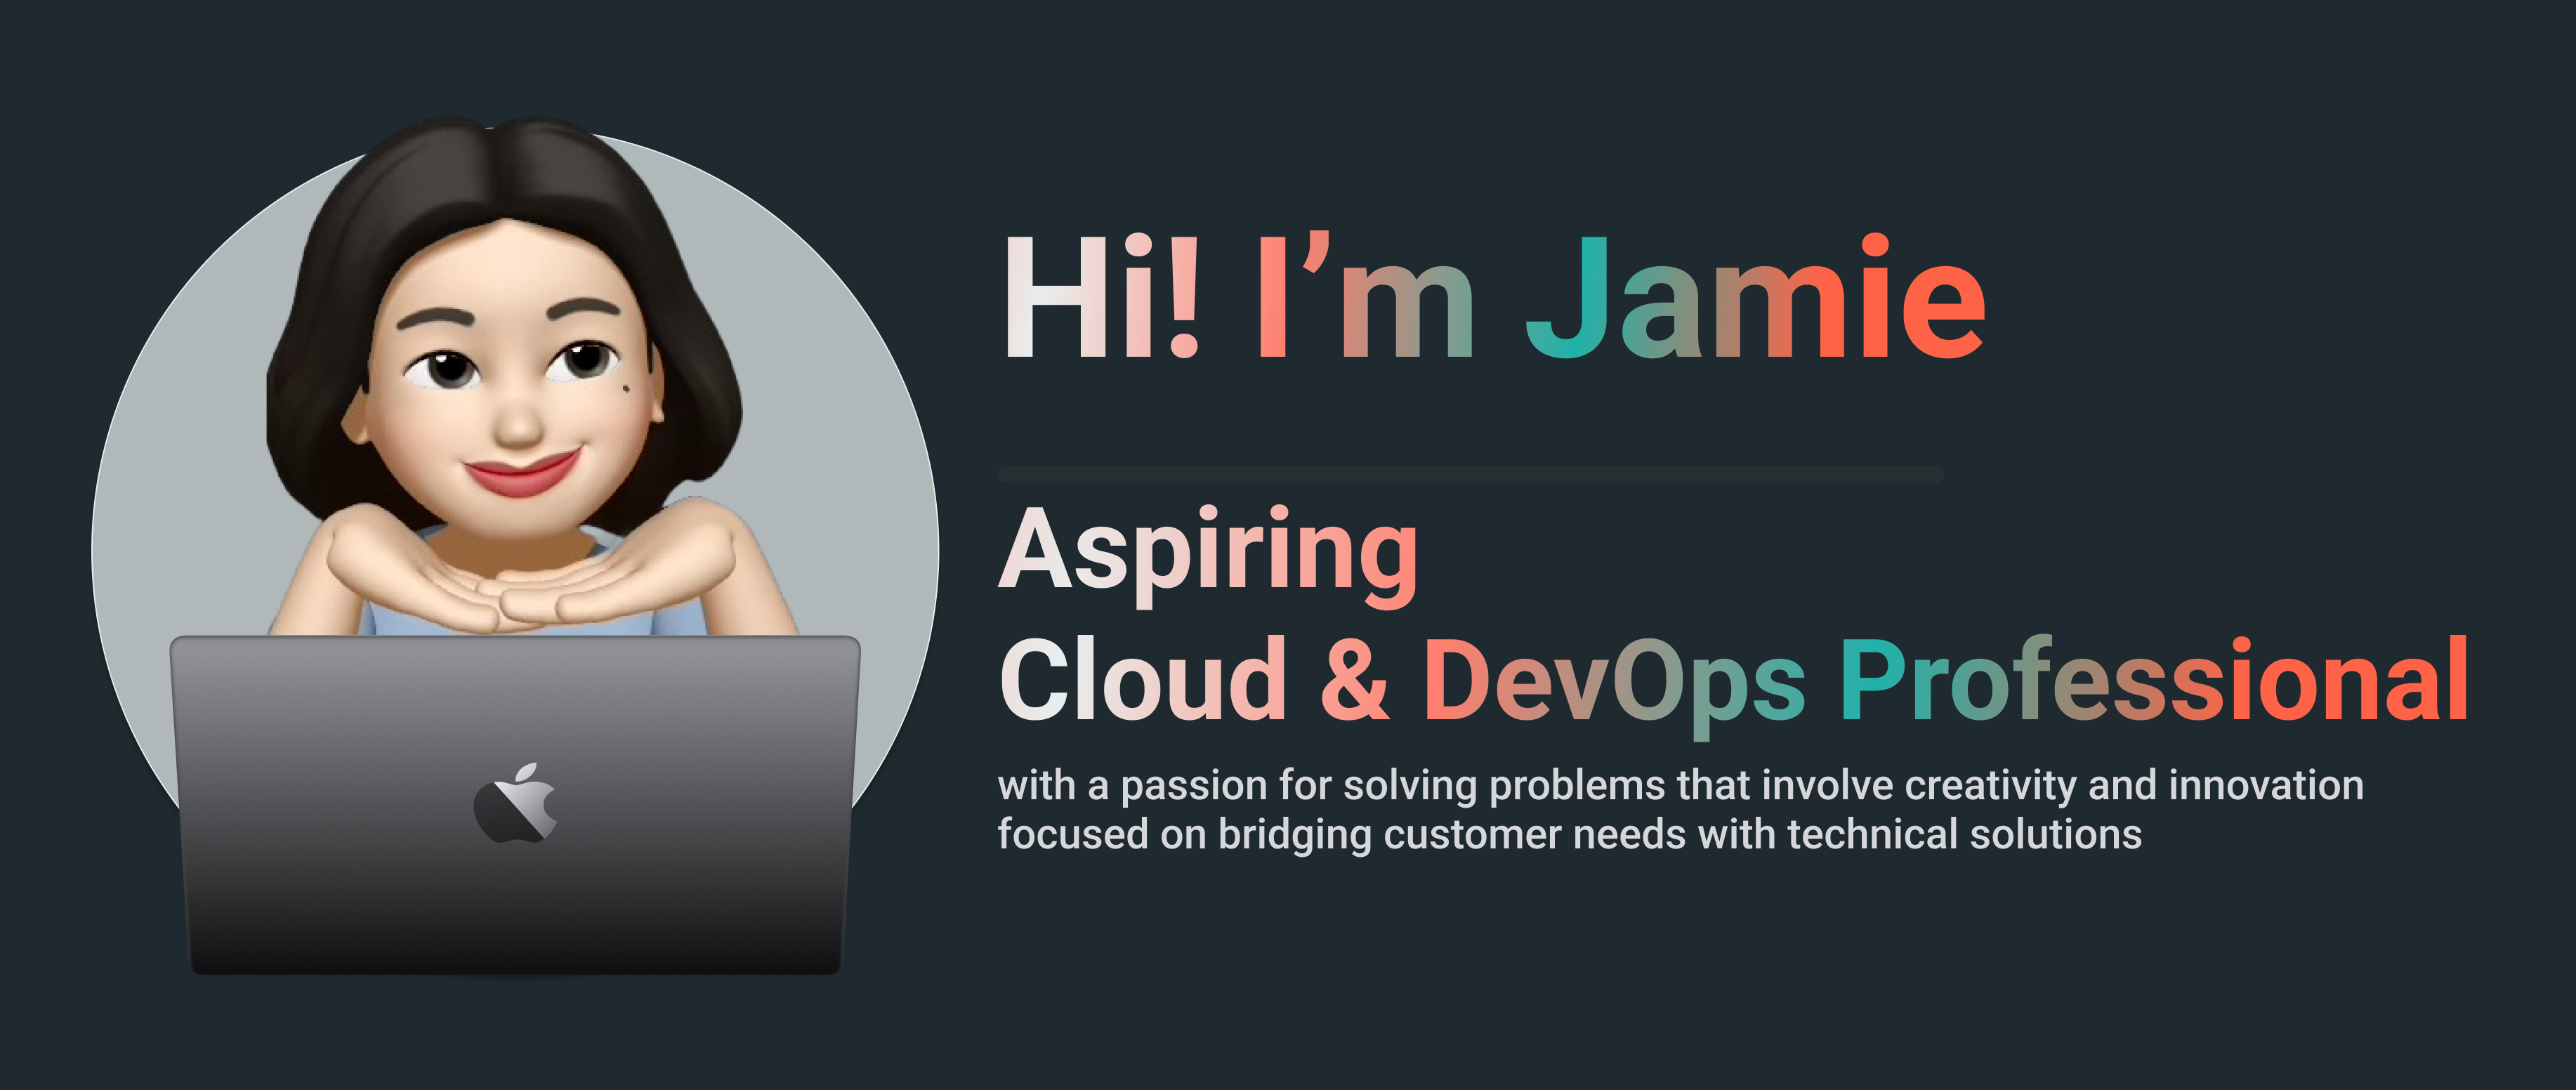 Hi! I’m Jamie
Aspiring
Cloud & DevOps Professional
with a passion for solving problems that involve creativity and innovation
focused on bridging customer needs with technical solutions